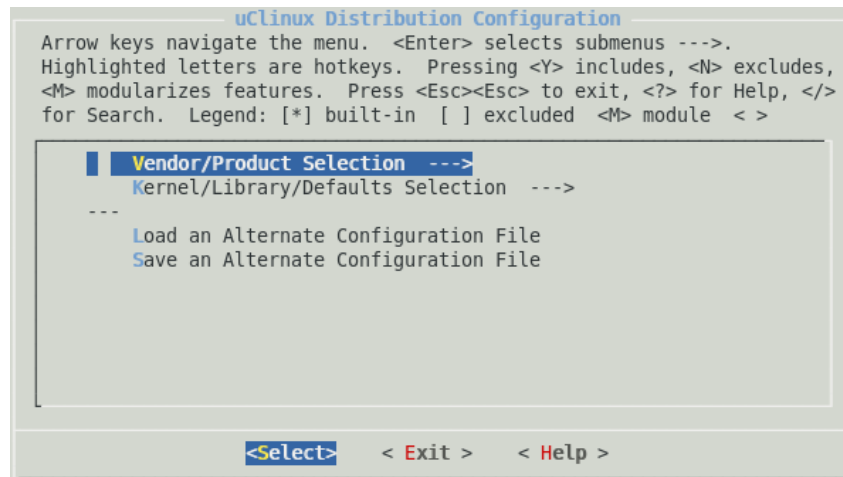 uClinux Distribution Configuration
Arrow keys navigate the menu. <Enter> selects submenus --->.
Highlighted letters are hotkeys. Pressing <Y> includes, <N> excludes,
<M> modularizes features. Press <Esc><Esc> to exit, <?> for Help, </>
for Search. Legend: [*] built-in [ ] excluded <M> module < >
Vendor/Product Selection --->
Kernel/Library/Defaults Selection --->
---
Load an Alternate Configuration File
Save an Alternate Configuration File
<Select> < Exit > < Help >